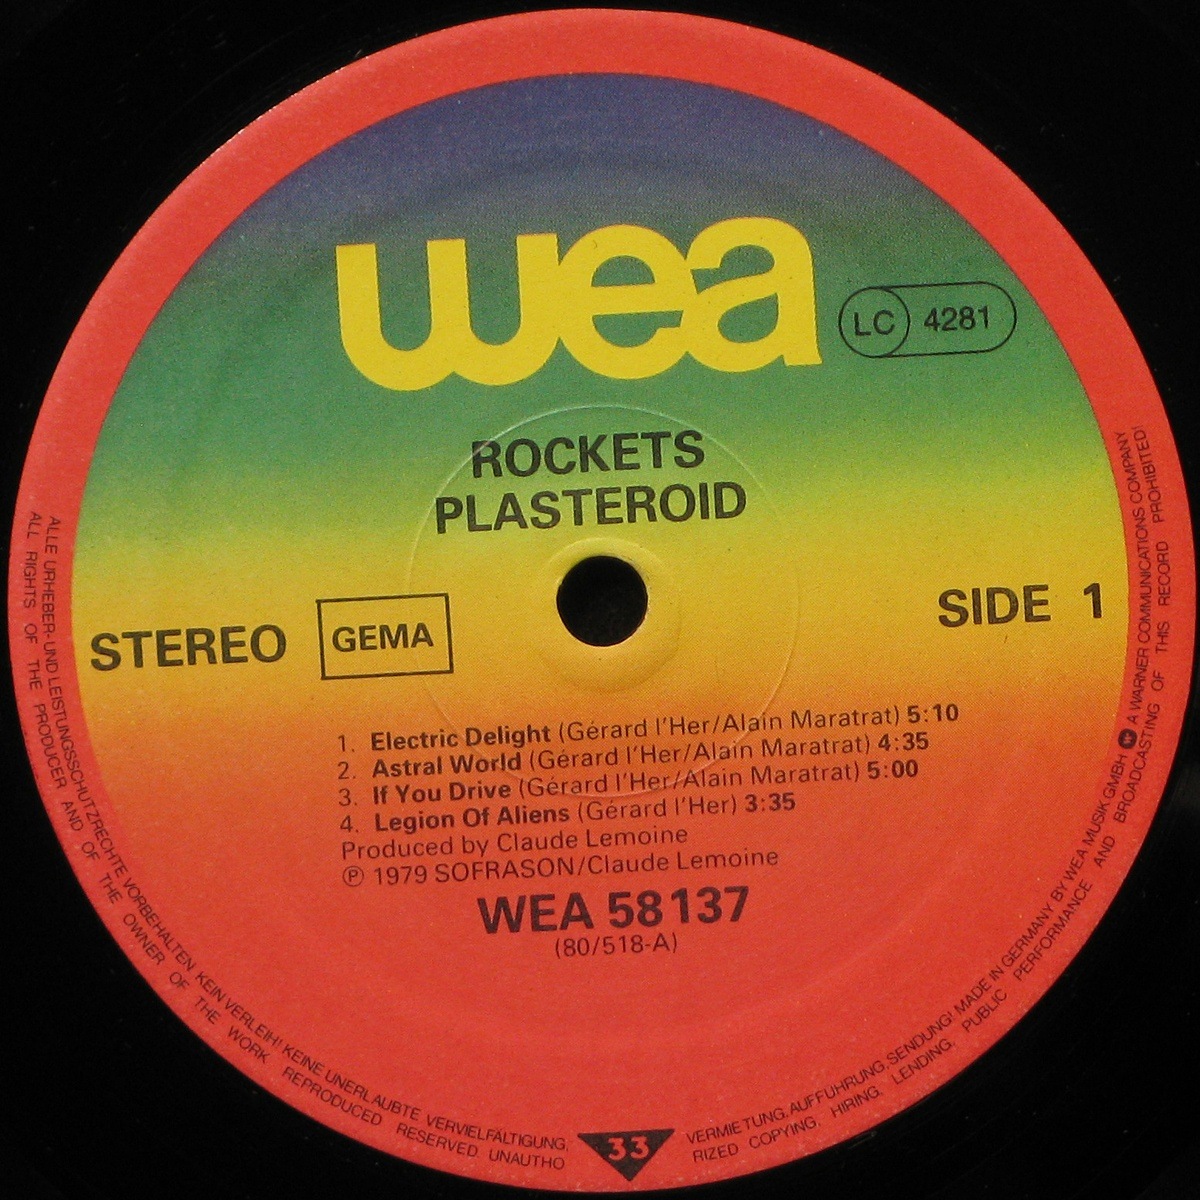 wea
LC 4281
ROCKETS
PLASTEROID
STEREO GEMA SIDE 1
1. Electric Delight (Gérard l'Her/Alain Maratrat) 5:10
2. Astral World (Gérard l'Her/Alain Maratrat) 4:35
3. If You Drive (Gérard l'Her/Alain Maratrat) 5:00
4. Legion Of Aliens (Gérard l'Her) 3:35
Produced by Claude Lemoine
Ⓟ 1979 SOFRASON/Claude Lemoine
WEA 58 137
(80/518-A)
ALLE URHEBER- UND LEISTUNGSSCHUTZRECHTE VORBEHALTEN KEIN VERLEIH! KEINE UNERLAUBTE VERVIELFÄLTIGUNG, VERMIETUNG, AUFFÜHRUNG, SENDUNG! MADE IN GERMANY BY WEA MUSIK GMBH W A WARNER COMMUNICATIONS COMPANY
ALL RIGHTS OF THE PRODUCER AND OF THE OWNER OF THE WORK REPRODUCED RESERVED. UNAUTHO RIZED COPYING, HIRING, LENDING, PUBLIC PERFORMANCE AND BROADCASTING OF THIS RECORD PROHIBITED!
33